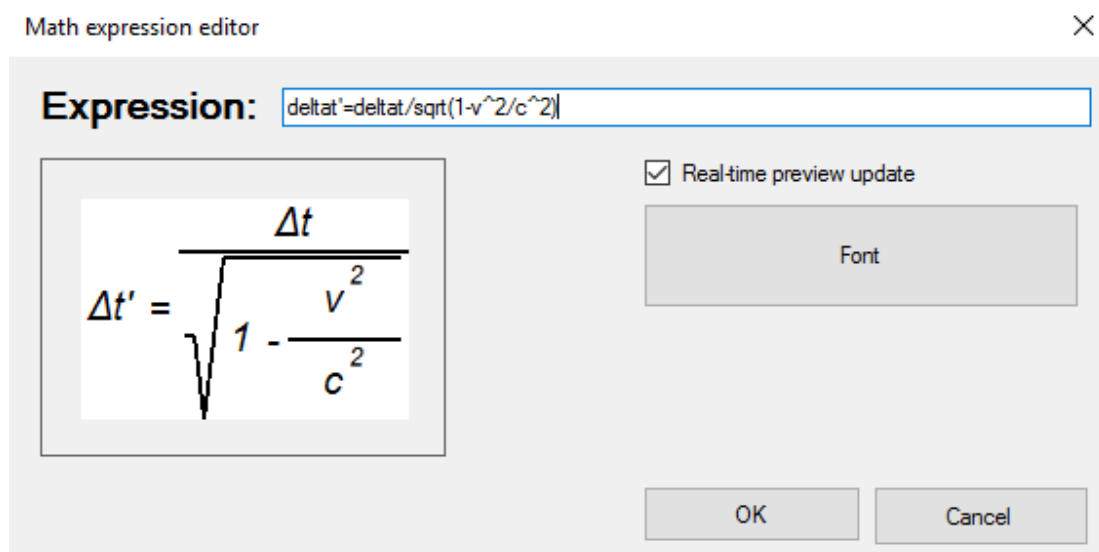 Math expression editor
Expression: deltat'=deltat/sqrt(1-v^2/c^2)
Real-time preview update
Font
Δt
Δt' =
1 -
v 2
c 2
OK
Cancel